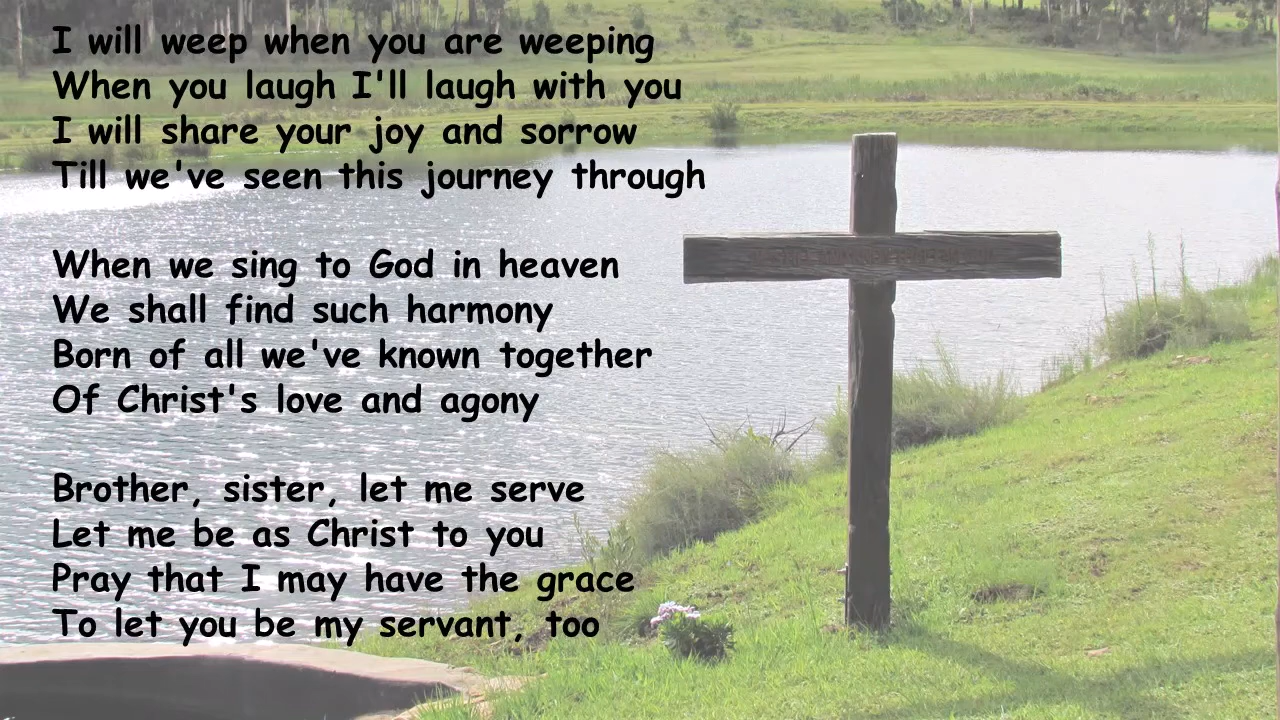 I will weep when you are weeping
When you laugh I'll laugh with you
I will share your joy and sorrow
Till we've seen this journey through
When we sing to God in heaven
We shall find such harmony
Born of all we've known together
Of Christ's love and agony
Brother, sister, let me serve
Let me be as Christ to you
Pray that I may have the grace
To let you be my servant, too